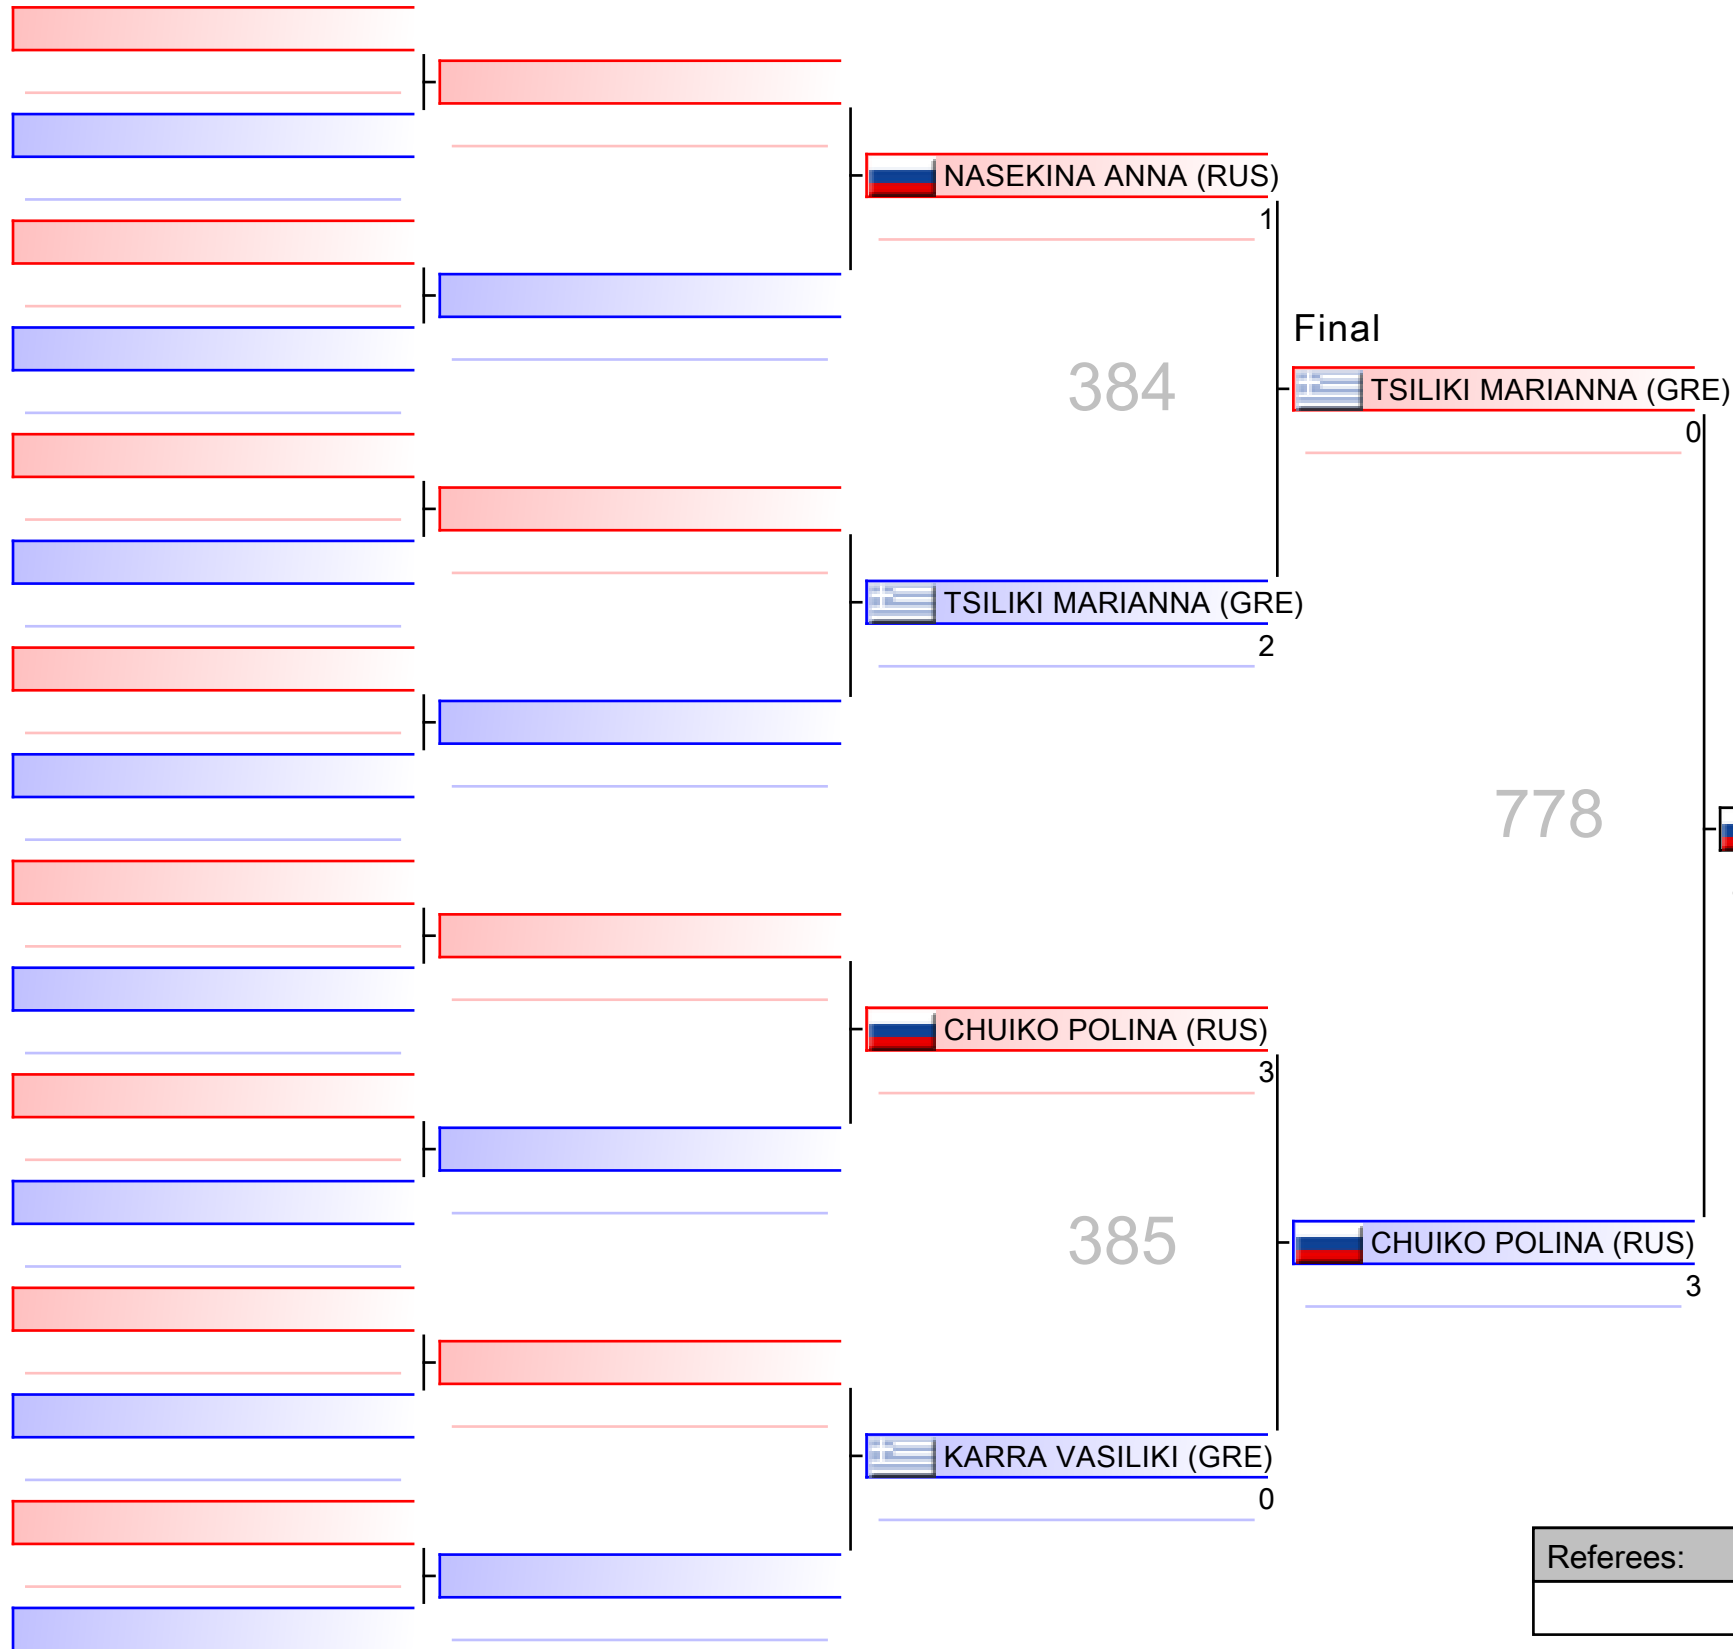 NASEKINA ANNA (RUS)
1
Final
384
TSILIKI MARIANNA (GRE)
0
TSILIKI MARIANNA (GRE)
2
778
CHUIKO POLINA (RUS)
3
385
CHUIKO POLINA (RUS)
3
KARRA VASILIKI (GRE)
0
Referees: